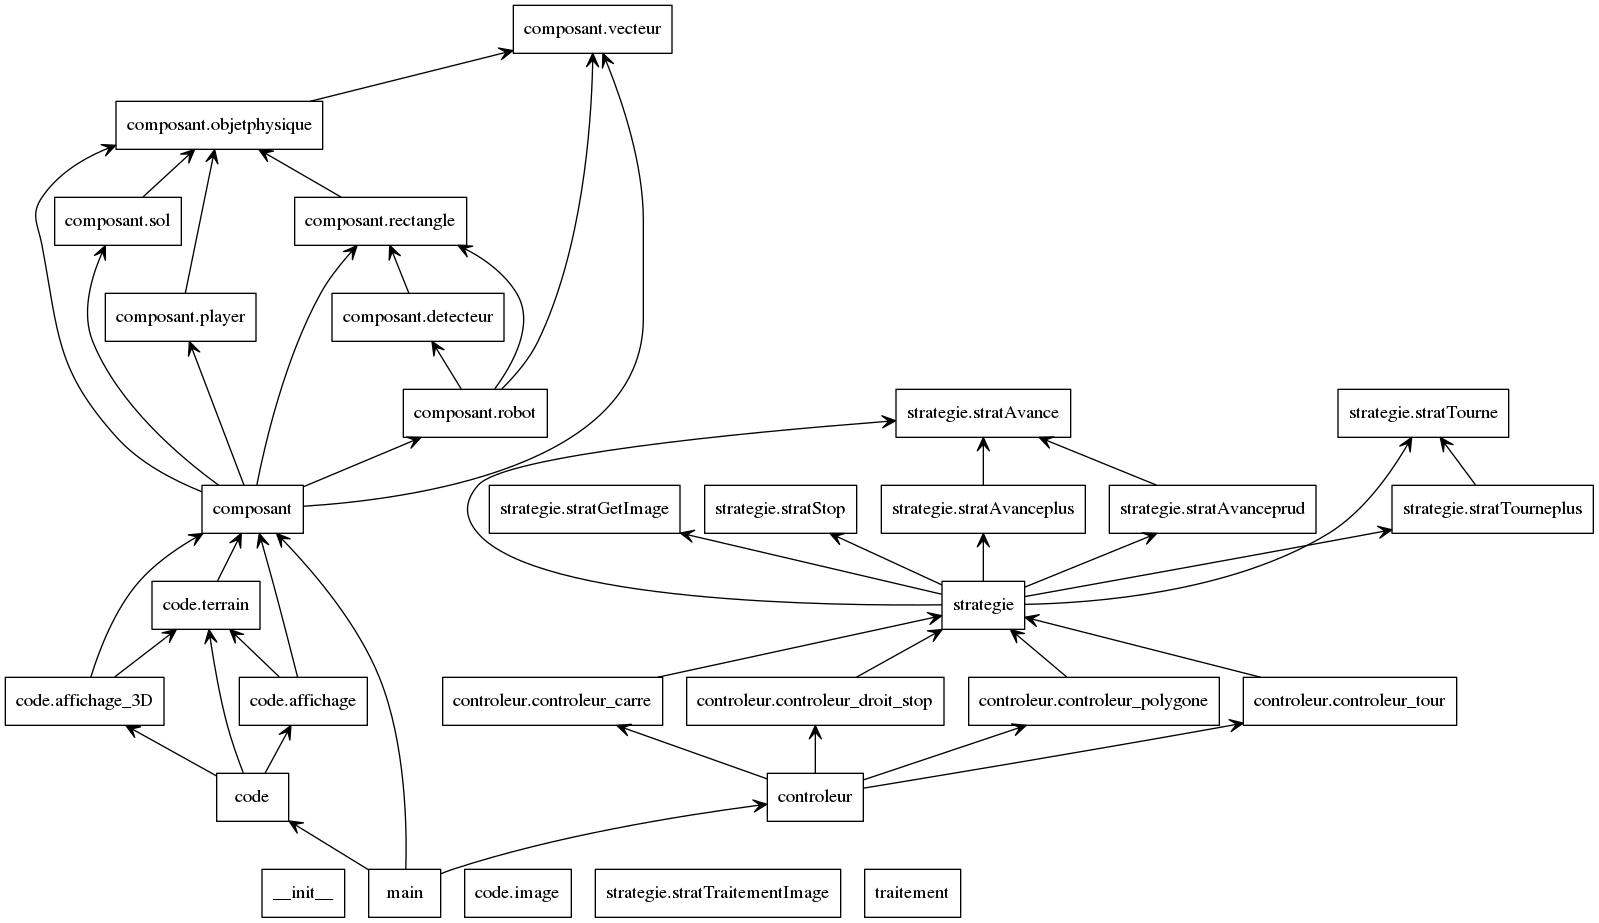 composant.vecteur
composant.objetphysique
composant.sol
composant.rectangle
composant.player
composant.detecteur
composant.robot
strategie.stratAvance
strategie.stratTourne
composant
strategie.stratGetImage
strategie.stratStop
strategie.stratAvanceplus
strategie.stratAvanceprud
strategie.stratTourneplus
code.terrain
strategie
code.affichage_3D
code.affichage
controleur.controleur_carre
controleur.controleur_droit_stop
controleur.controleur_polygone
controleur.controleur_tour
code
controleur
__init__
main
code.image
strategie.stratTraitementImage
traitement